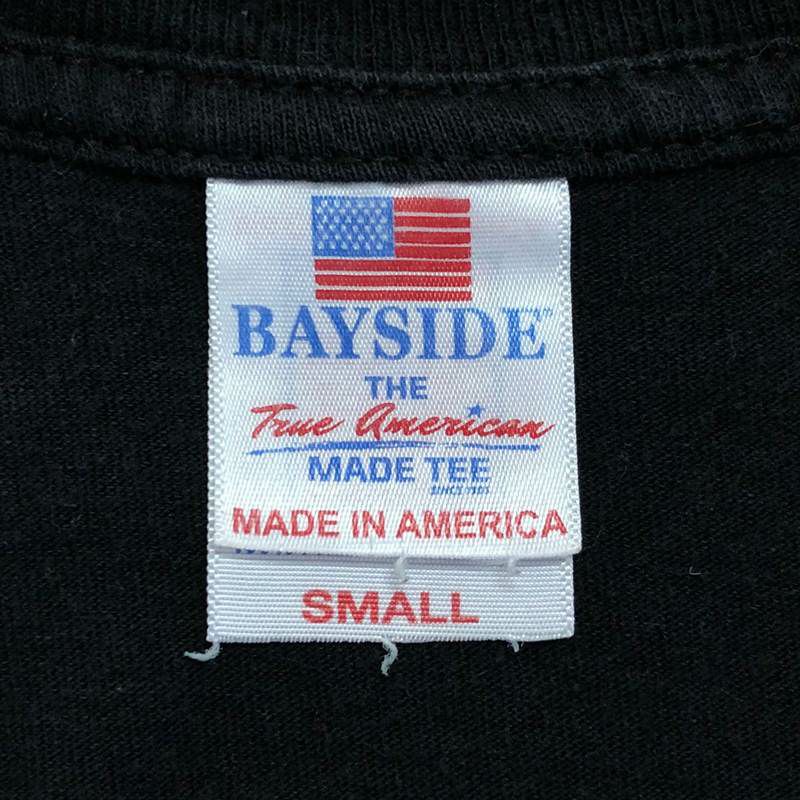 BAYSIDE
THE
True American
MADE TEE
MADE IN AMERICA
SMALL